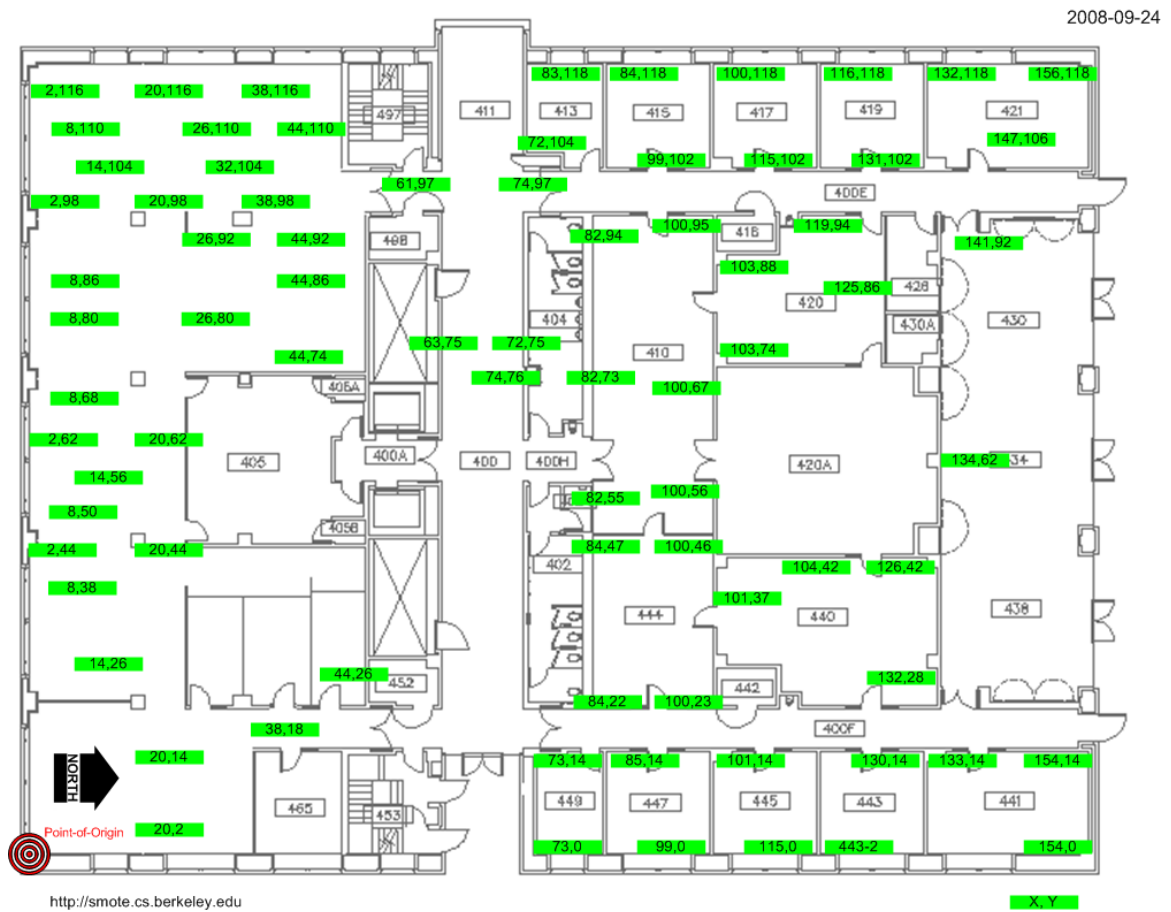 2008-09-24
83,118 84,118 100,118 116,118 132,118 156,118
2,116 20,116 38,116
497 411 413 415 417 419 421
8,110 26,110 44,110
72,104 147,106
14,104 32,104 99,102 115,102 131,102
61,97 74,97
400E
2,98 20,98 38,98
26,92 44,92 408 82,94 100,95 418 119,94 141,92
103,88
8,86 44,86 125,86 428
420
8,80 26,80 404 430A 430
63,75 72,75
44,74 410 103,74
74,76 82,73
405A 100,67
8,68
2,62 20,62
405 400A 400 400H 420A 134,62 34
14,56
82,55 100,56
8,50
405B
2,44 20,44 84,47 100,46
402 104,42 126,42
8,38 101,37
444 440 438
14,26
44,26 452 442 132,28
84,22 100,23
38,18 400F
20,14 73,14 85,14 101,14 130,14 133,14 154,14
NORTH
465 453 449 447 445 443 441
Point-of-Origin 20,2
73,0 99,0 115,0 443-2 154,0
http://smote.cs.berkeley.edu X, Y